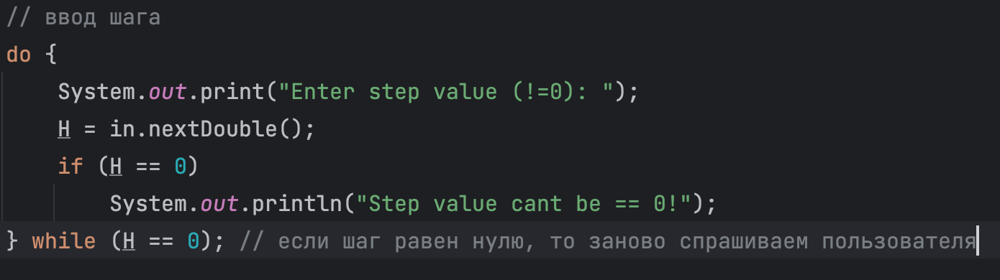 // ввод шага
do {
System.out.print("Enter step value (!=0): ");
H = in.nextDouble();
if (H == 0)
System.out.println("Step value cant be == 0!");
} while (H == 0); // если шаг равен нулю, то заново спрашиваем пользователя